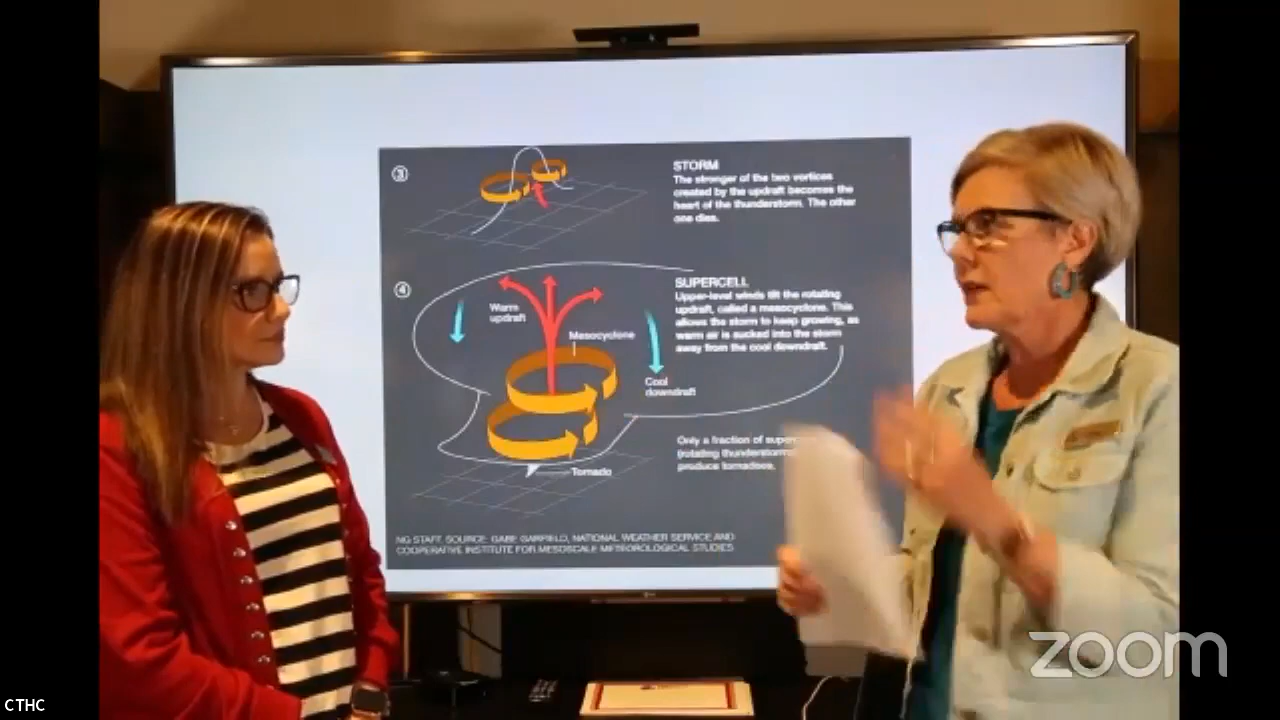 ③
STORM
The stronger of the two vortices
created by the updraft becomes the
heart of the thunderstorm. The other
one dies.
④
SUPERCELL
Upper-level winds tilt the rotating
updraft, called a mesocyclone. This
allows the storm to keep growing, as
warm air is sucked into the storm
away from the cool downdraft.
Warm
updraft
Mesocyclone
Cool
downdraft
Only a fraction of
(rotating
produce tornadoes.
Tornado
NG STAFF. SOURCE: GABE GARFIELD, NATIONAL WEATHER SERVICE AND
COOPERATIVE INSTITUTE FOR MESOSCALE METEOROLOGICAL STUDIES
zoom
CTHC